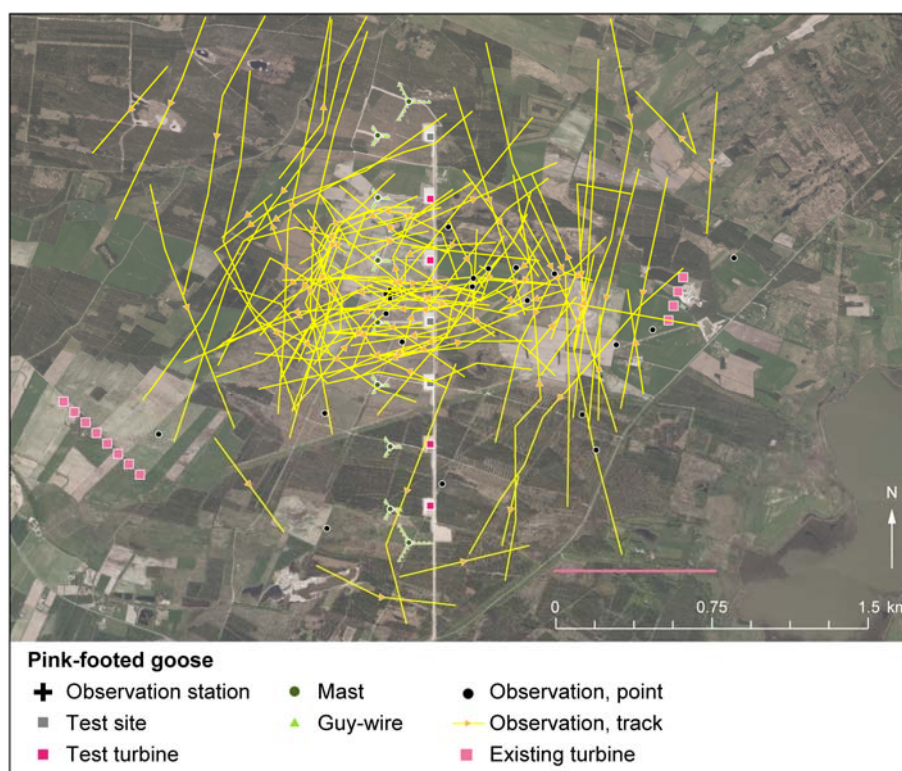 N
0 0.75 1.5 km
Pink-footed goose
Observation station
Mast
Observation, point
Test site
Guy-wire
Observation, track
Test turbine
Existing turbine